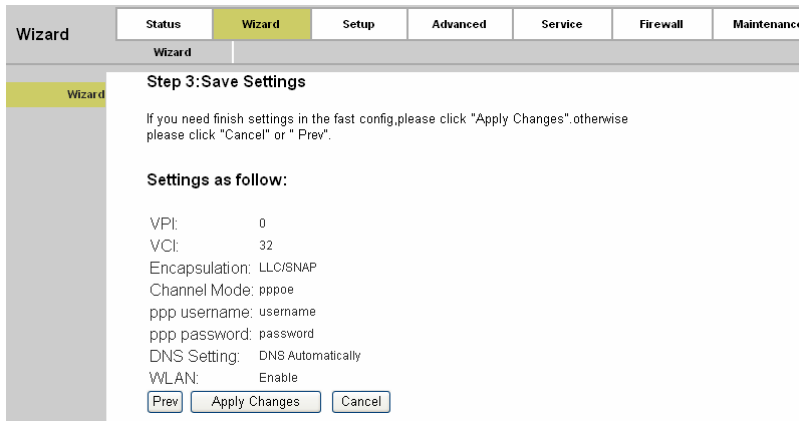 Wizard
Status Wizard Setup Advanced Service Firewall Maintenance
Wizard
Wizard
Step 3:Save Settings
If you need finish settings in the fast config,please click "Apply Changes".otherwise
please click "Cancel" or " Prev".
Settings as follow:
VPI: 0
VCI: 32
Encapsulation: LLC/SNAP
Channel Mode: pppoe
ppp username: username
ppp password: password
DNS Setting: DNS Automatically
WLAN: Enable
Prev Apply Changes Cancel